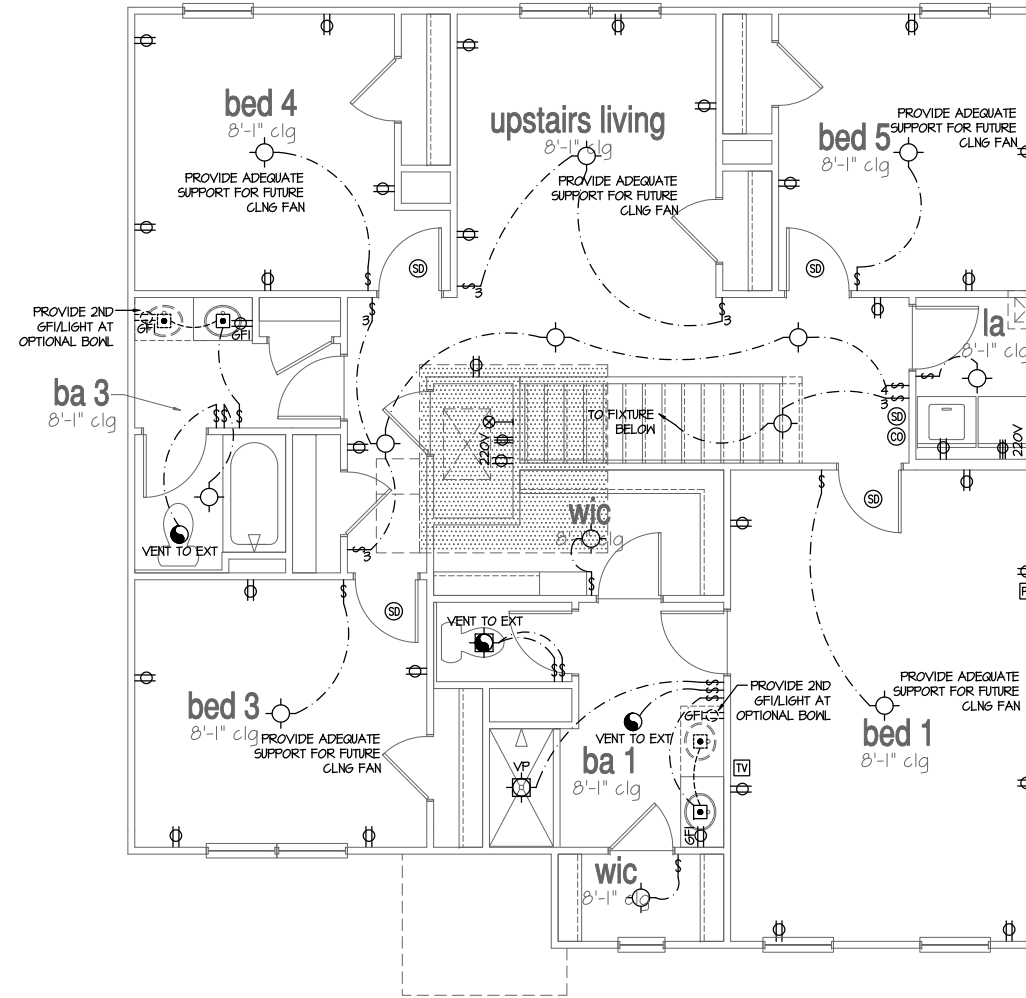 bed 4
8'-1" clg
PROVIDE ADEQUATE
SUPPORT FOR FUTURE
CLNG FAN
upstairs living
8'-1" clg
PROVIDE ADEQUATE
SUPPORT FOR FUTURE
CLNG FAN
bed 5
8'-1" clg
PROVIDE ADEQUATE
SUPPORT FOR FUTURE
CLNG FAN
SD
SD
S
S
3
S
3
S
3
S
PROVIDE 2ND
GFI/LIGHT AT
OPTIONAL BOWL
GFI
GFI
la
8'-1" clg
ba 3
8'-1" clg
S S S
TO FIXTURE
BELOW
220V
S
4
S
3
S
SD
CO
220V
SD
wic
8'-1" clg
S
S
3
VENT TO EXT
S
SD
S
VENT TO EXT
S S
bed 3
8'-1" clg
PROVIDE ADEQUATE
SUPPORT FOR FUTURE
CLNG FAN
S S S
S
PROVIDE 2ND
GFI/LIGHT AT
OPTIONAL BOWL
GFI
VENT TO EXT
ba 1
8'-1" clg
VP
TV
GFI
PROVIDE ADEQUATE
SUPPORT FOR FUTURE
CLNG FAN
bed 1
8'-1" clg
wic
8'-1" clg
S